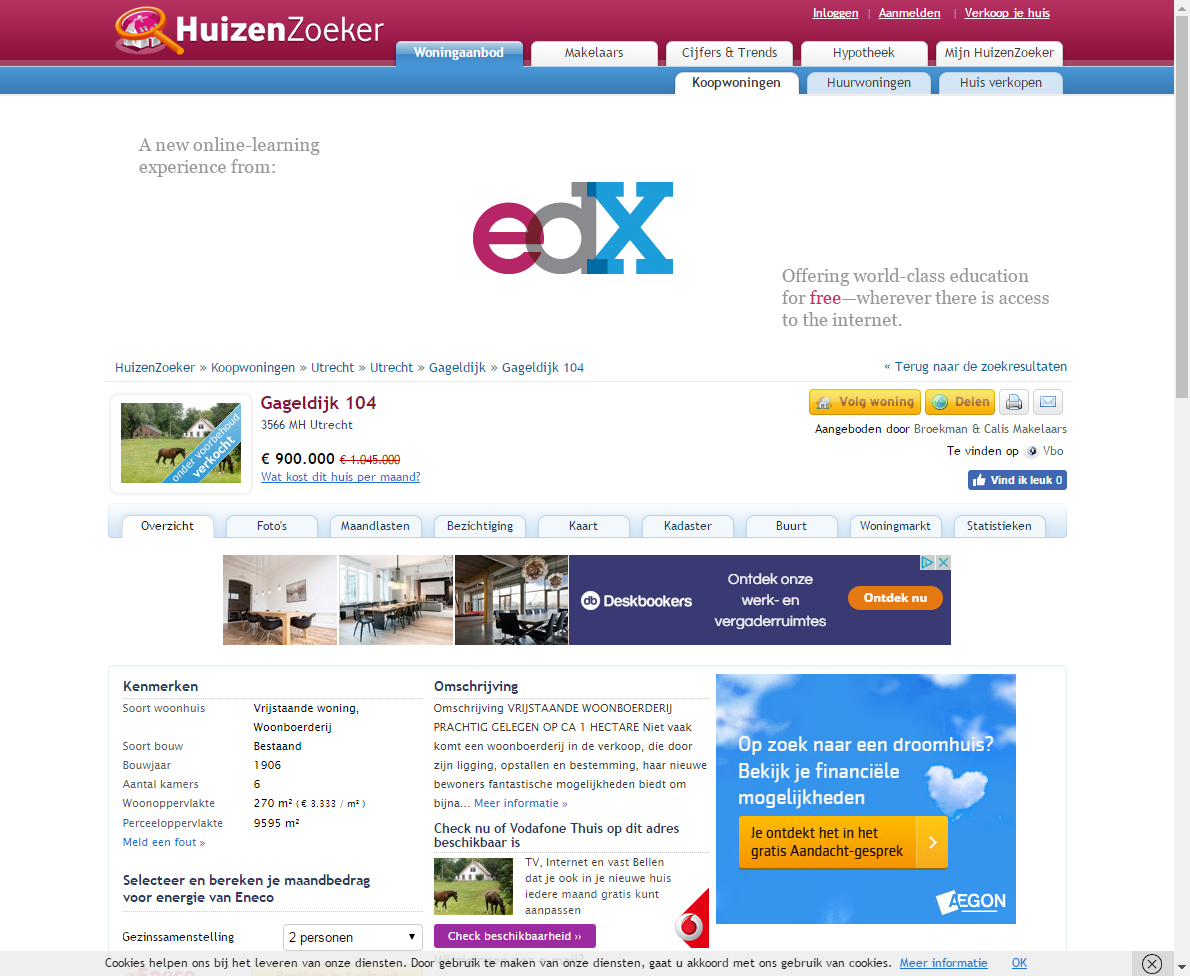 Inloggen | Aanmelden | Verkoop je huis
HuizenZoeker
Woningaanbod Makelaars Cijfers & Trends Hypotheek Mijn HuizenZoeker
Koopwoningen Huurwoningen Huis verkopen
A new online-learning
experience from:
edX
Offering world-class education
for free—wherever there is access
to the internet.
HuizenZoeker » Koopwoningen » Utrecht » Utrecht » Gageldijk » Gageldijk 104
« Terug naar de zoekresultaten
onder voorbehoud
verkocht
Gageldijk 104
3566 MH Utrecht
€ 900.000 € 1.045.000
Wat kost dit huis per maand?
Volg woning Delen
Aangeboden door Broekman & Calis Makelaars
Te vinden op Vbo
Vind ik leuk 0
Overzicht Foto's Maandlasten Bezichtiging Kaart Kadaster Buurt Woningmarkt Statistieken
db Deskbookers
Ontdek onze
werk- en
vergaderruimtes
Ontdek nu
Kenmerken
Soort woonhuis Vrijstaande woning,
Woonboerderij
Soort bouw Bestaand
Bouwjaar 1906
Aantal kamers 6
Woonoppervlakte 270 m² ( € 3.333 / m² )
Perceeloppervlakte 9595 m²
Meld een fout »
Selecteer en bereken je maandbedrag
voor energie van Eneco
Gezinssamenstelling 2 personen
Omschrijving
Omschrijving VRIJSTAANDE WOONBOERDERIJ
PRACHTIG GELEGEN OP CA 1 HECTARE Niet vaak
komt een woonboerderij in de verkoop, die door
zijn ligging, opstallen en bestemming, haar nieuwe
bewoners fantastische mogelijkheden biedt om
bijna... Meer informatie »
Check nu of Vodafone Thuis op dit adres
beschikbaar is
TV, Internet en vast Bellen
dat je ook in je nieuwe huis
iedere maand gratis kunt
aanpassen
Check beschikbaarheid ››
Op zoek naar een droomhuis?
Bekijk je financiële
mogelijkheden
Je ontdekt het in het
gratis Aandacht-gesprek
AEGON
Cookies helpen ons bij het leveren van onze diensten. Door gebruik te maken van onze diensten, gaat u akkoord met ons gebruik van cookies. Meer informatie OK